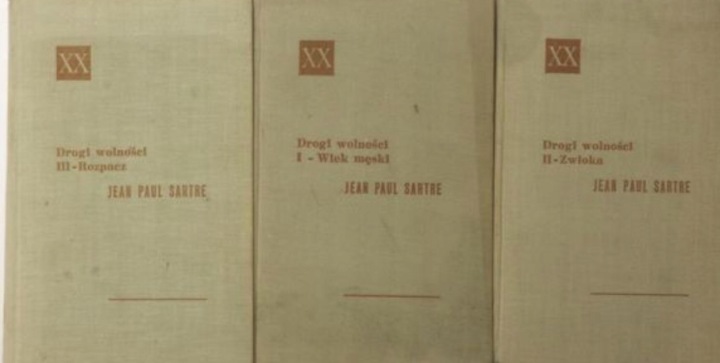 XX
Drogi wolności
III-Rozpacz
JEAN PAUL SARTRE
XX
Drogi wolności
I - Wiek męski
JEAN PAUL SARTRE
XX
Drogi wolności
II-Zwłoka
JEAN PAUL SARTRE